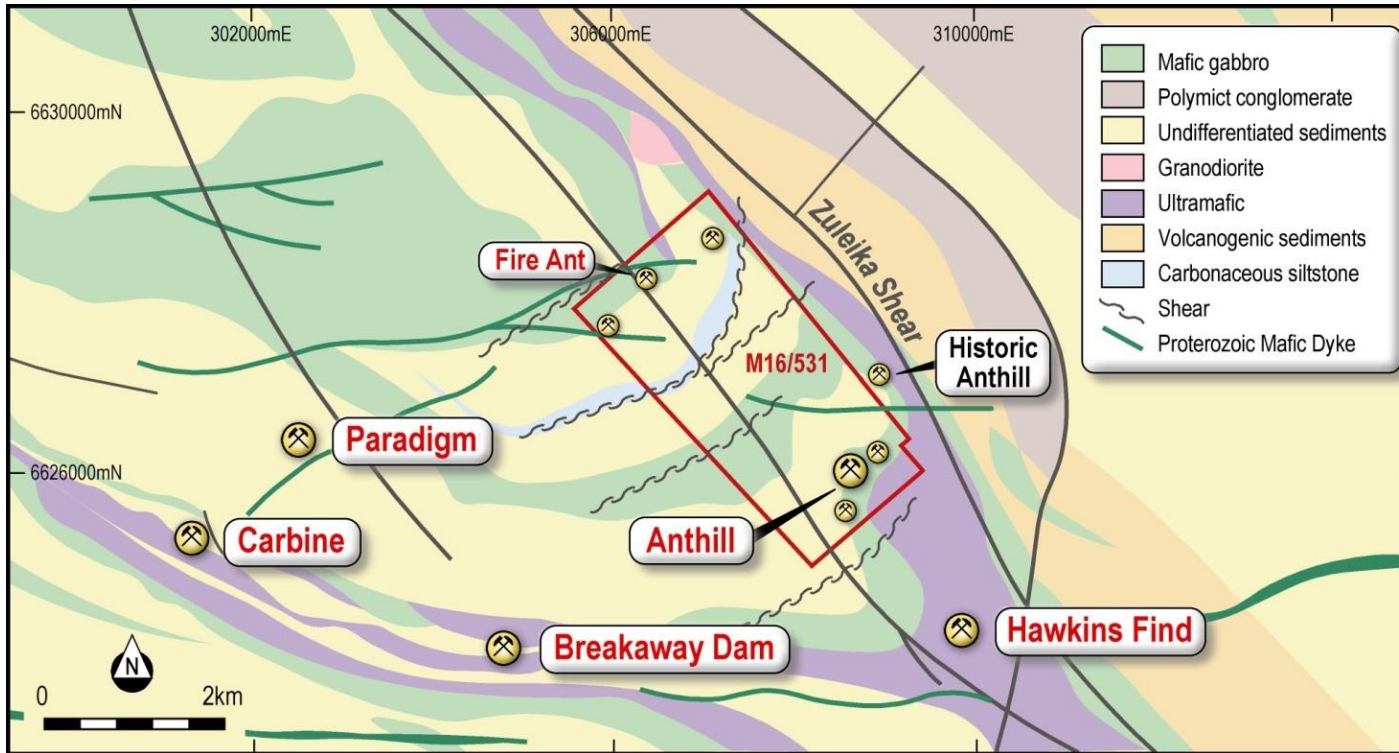 302000mE
306000mE
310000mE
6630000mN
6626000mN
Mafic gabbro
Polymict conglomerate
Undifferentiated sediments
Granodiorite
Ultramafic
Volcanogenic sediments
Carbonaceous siltstone
Shear
Proterozoic Mafic Dyke
Zuleika Shear
Fire Ant
M16/531
Historic
Anthill
Paradigm
Carbine
Anthill
Breakaway Dam
Hawkins Find
N
0
2km